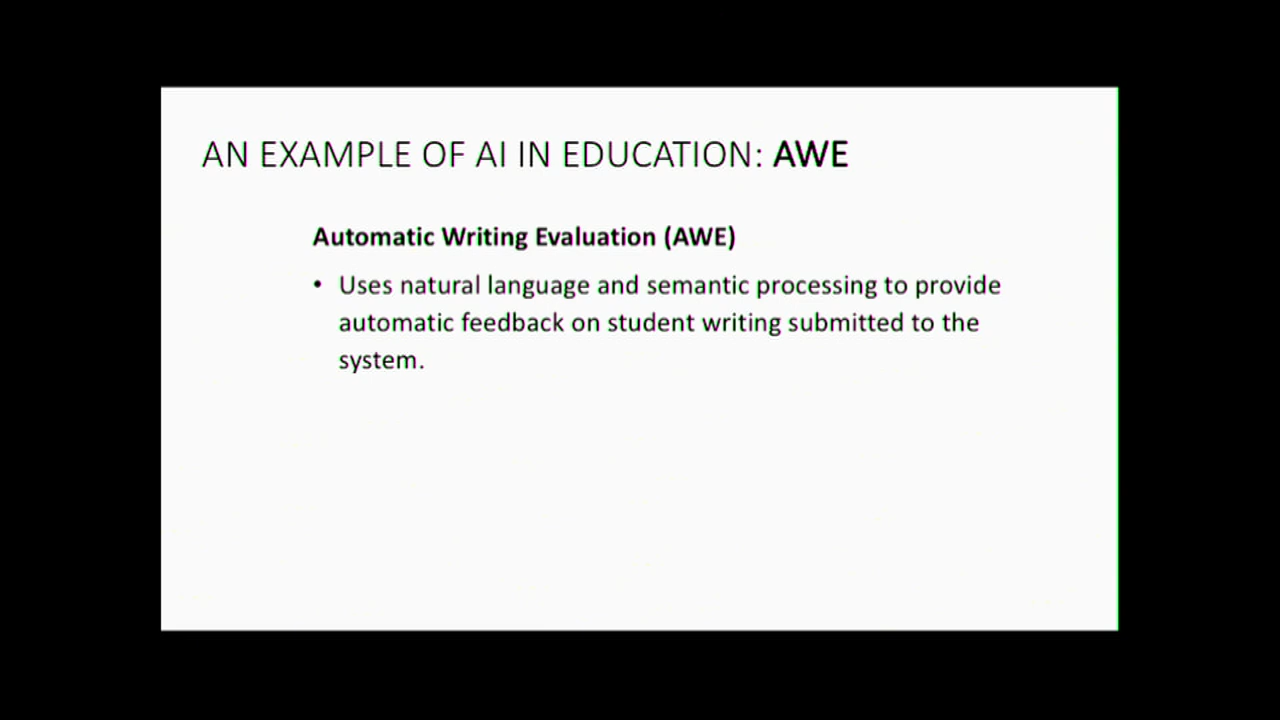 AN EXAMPLE OF AI IN EDUCATION: AWE
Automatic Writing Evaluation (AWE)
• Uses natural language and semantic processing to provide
automatic feedback on student writing submitted to the
system.